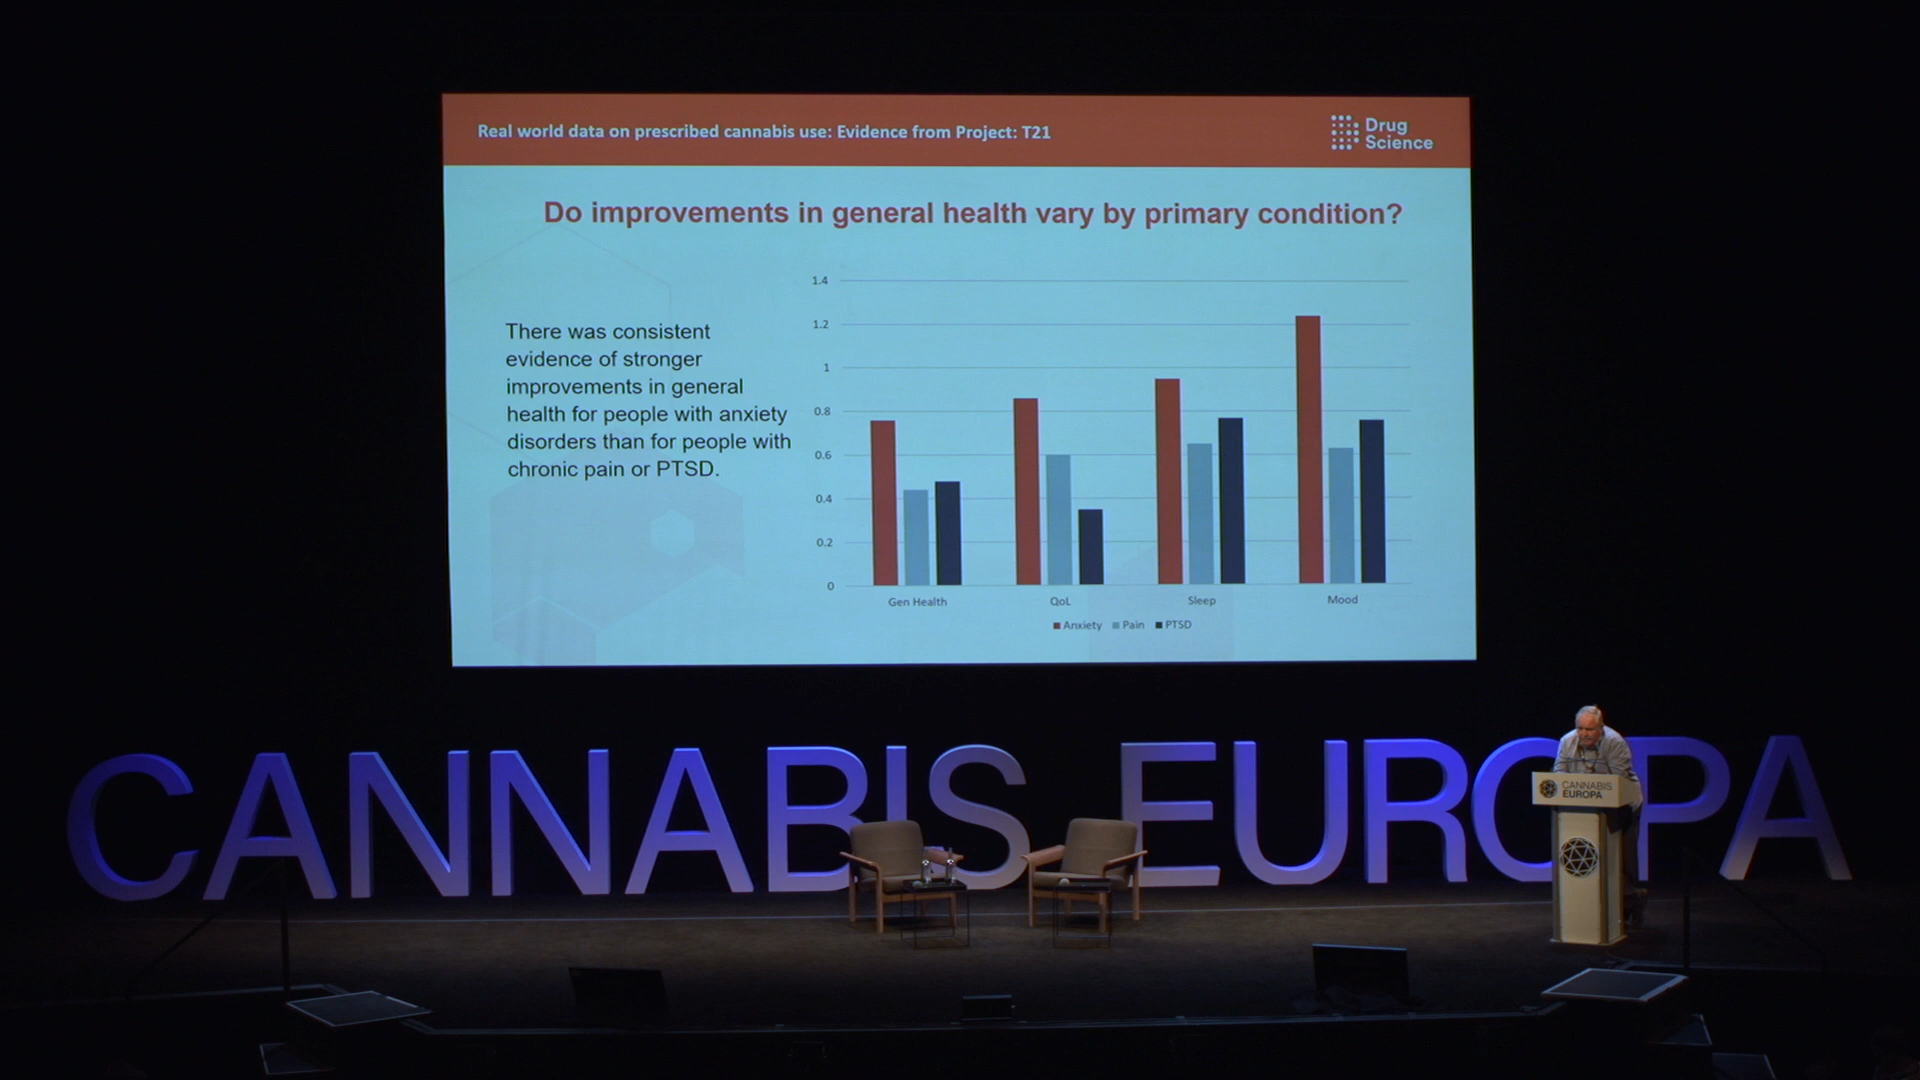 Real world data on prescribed cannabis use: Evidence from Project: T21
Drug
Science
Do improvements in general health vary by primary condition?
There was consistent
evidence of stronger
improvements in general
health for people with anxiety
disorders than for people with
chronic pain or PTSD.
1.4
1.2
1
0.8
0.6
0.4
0.2
0
Gen Health
QoL
Sleep
Mood
Anxiety
Pain
PTSD
CANNABIS EUROPA
CANNABIS
EUROPA